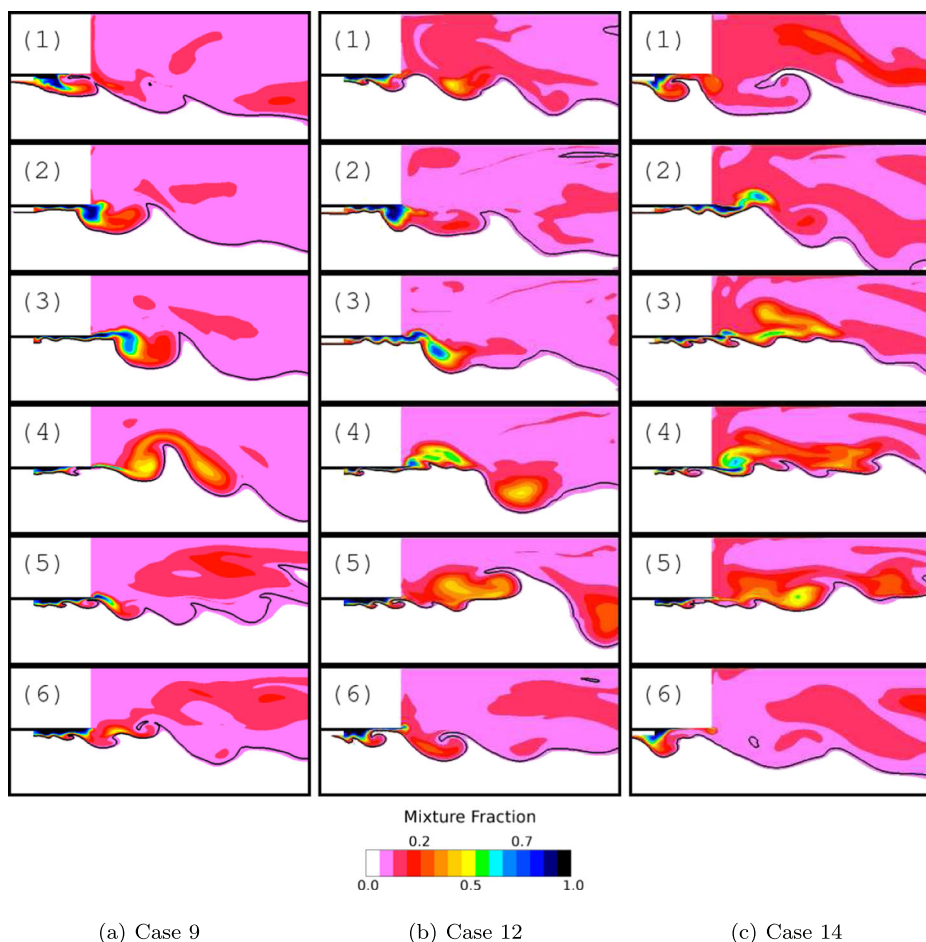 (1) (1) (1)
(2) (2) (2)
(3) (3) (3)
(4) (4) (4)
(5) (5) (5)
(6) (6) (6)
Mixture Fraction
0.2 0.7
0.0 0.5 1.0
(a) Case 9 (b) Case 12 (c) Case 14